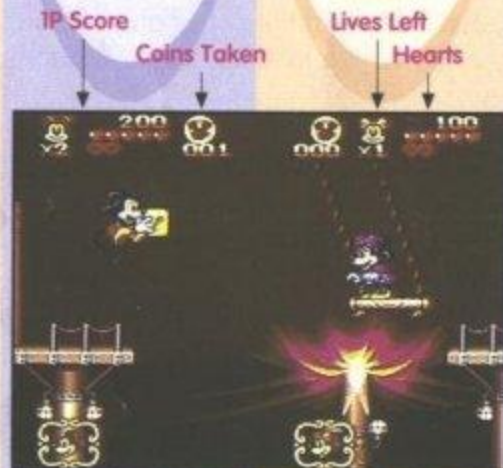 1P Score
Lives Left
Coins Taken
Hearts
200
100
x2
001
000
x1